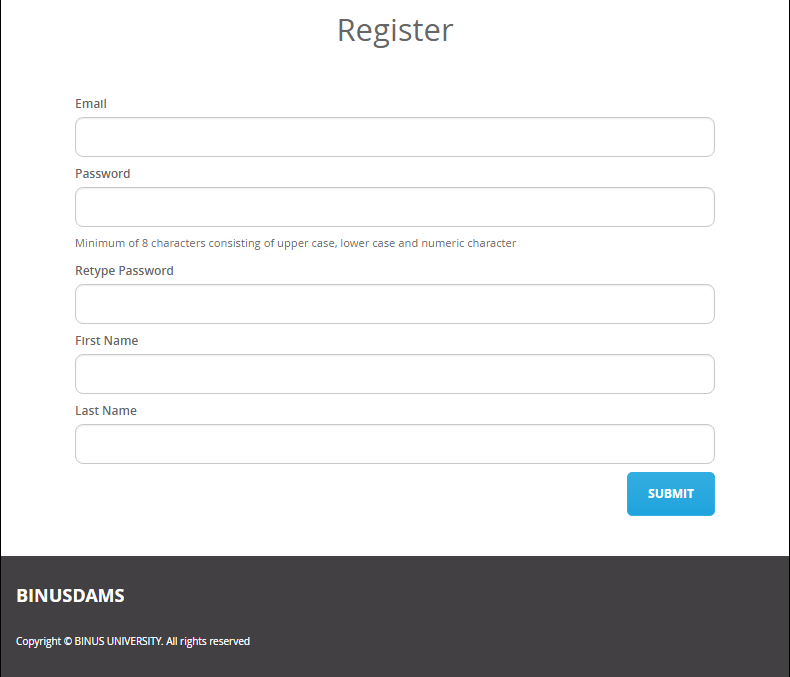 Register
Email
Password
Minimum of 8 characters consisting of upper case, lower case and numeric character
Retype Password
First Name
Last Name
SUBMIT
BINUSDAMS
Copyright © BINUS UNIVERSITY. All rights reserved